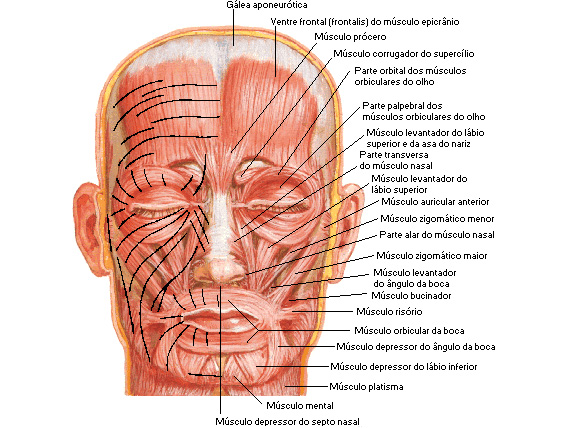 Gálea aponeurótica
Ventre frontal (frontalis) do músculo epicrânio
Músculo prócero
Músculo corrugador do supercílio
Parte orbital dos músculos
orbiculares do olho
Parte palpebral dos
músculos orbiculares do olho
Músculo levantador do lábio
superior e da asa do nariz
Parte transversa
do músculo nasal
Músculo levantador do
lábio superior
Músculo auricular anterior
Músculo zigomático menor
Parte alar do músculo nasal
Músculo zigomático maior
Músculo levantador
do ângulo da boca
Músculo bucinador
Músculo risório
Músculo orbicular da boca
Músculo depressor do ângulo da boca
Músculo depressor do lábio inferior
Músculo platisma
Músculo mental
Músculo depressor do septo nasal